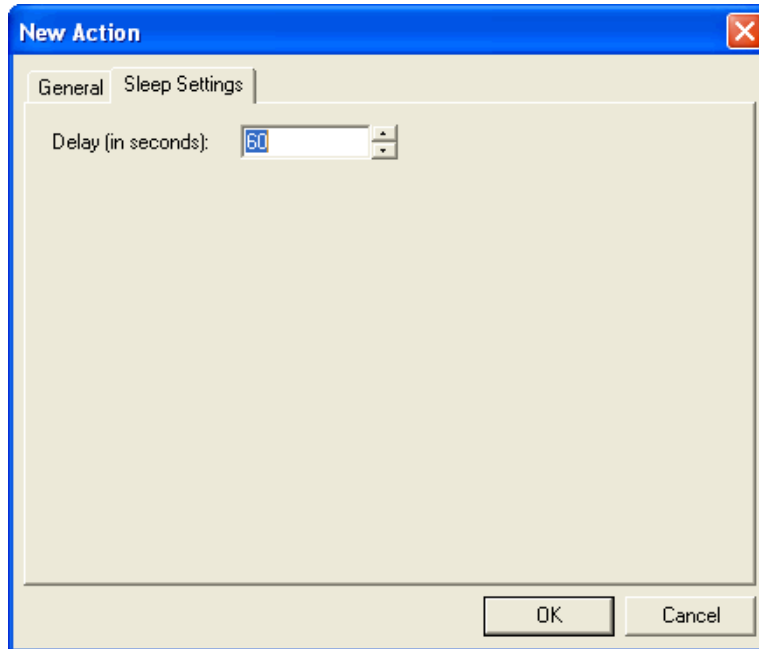 New Action
General Sleep Settings
Delay (in seconds): 60
OK Cancel